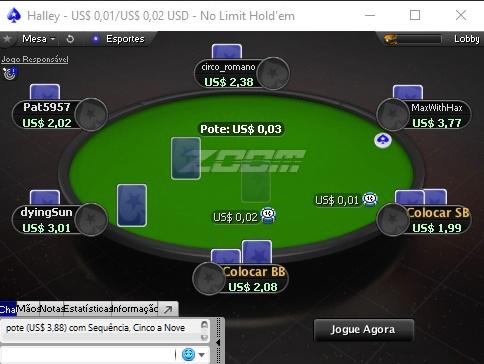 Halley - US$ 0,01/US$ 0,02 USD - No Limit Hold'em
Mesa Esportes Lobby
Jogo Responsável
circo_romano
US$ 2,38
Pat5957
US$ 2,02
MaxWithHax
US$ 3,77
Pote: US$ 0,03
ZOOM
dyingSun
US$ 3,01
US$ 0,02
US$ 0,01
Colocar SB
US$ 1,99
Colocar BB
US$ 2,08
Chat Mãos Notas Estatísticas Informação
pote (US$ 3,88) com Sequência, Cinco a Nove
Jogue Agora